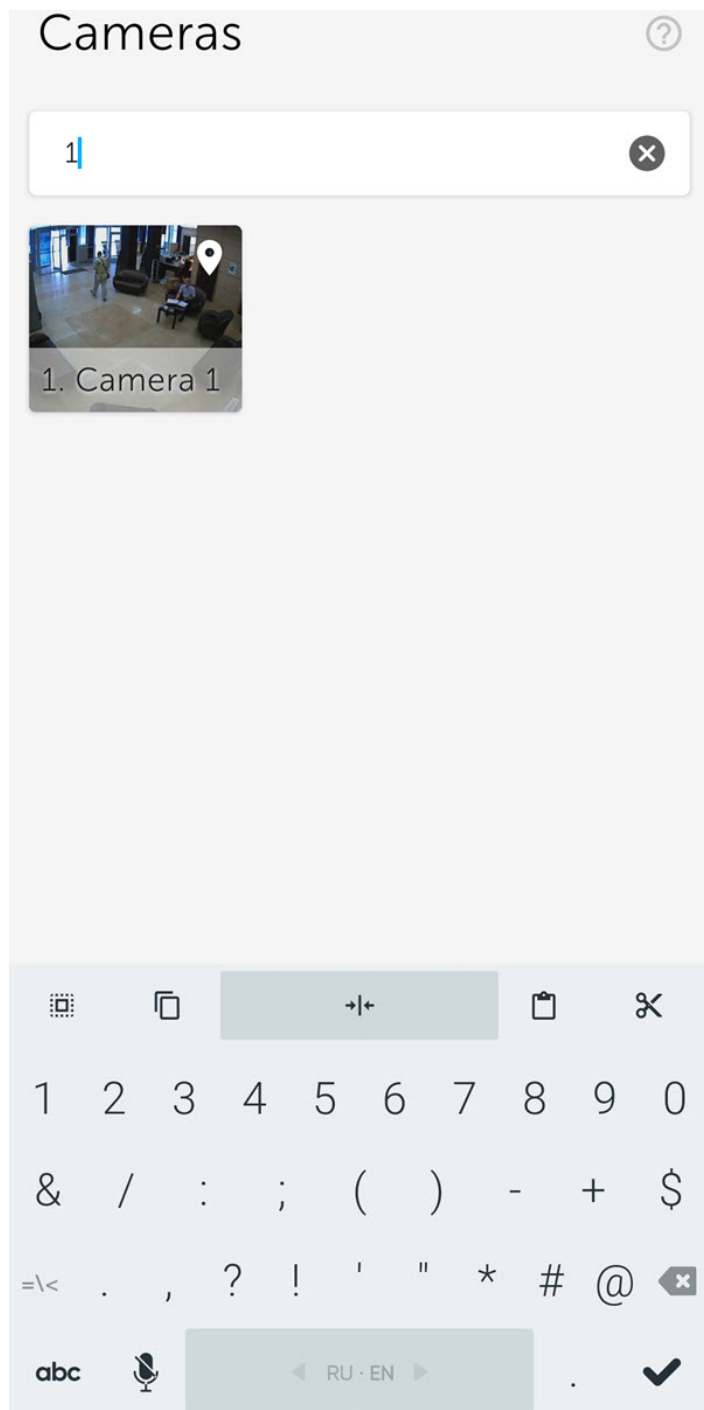 Cameras
1
1. Camera 1
1 2 3 4 5 6 7 8 9 0
& / : ; ( ) - + $
=\< . , ? ! ' " * # @
abc RU · EN .